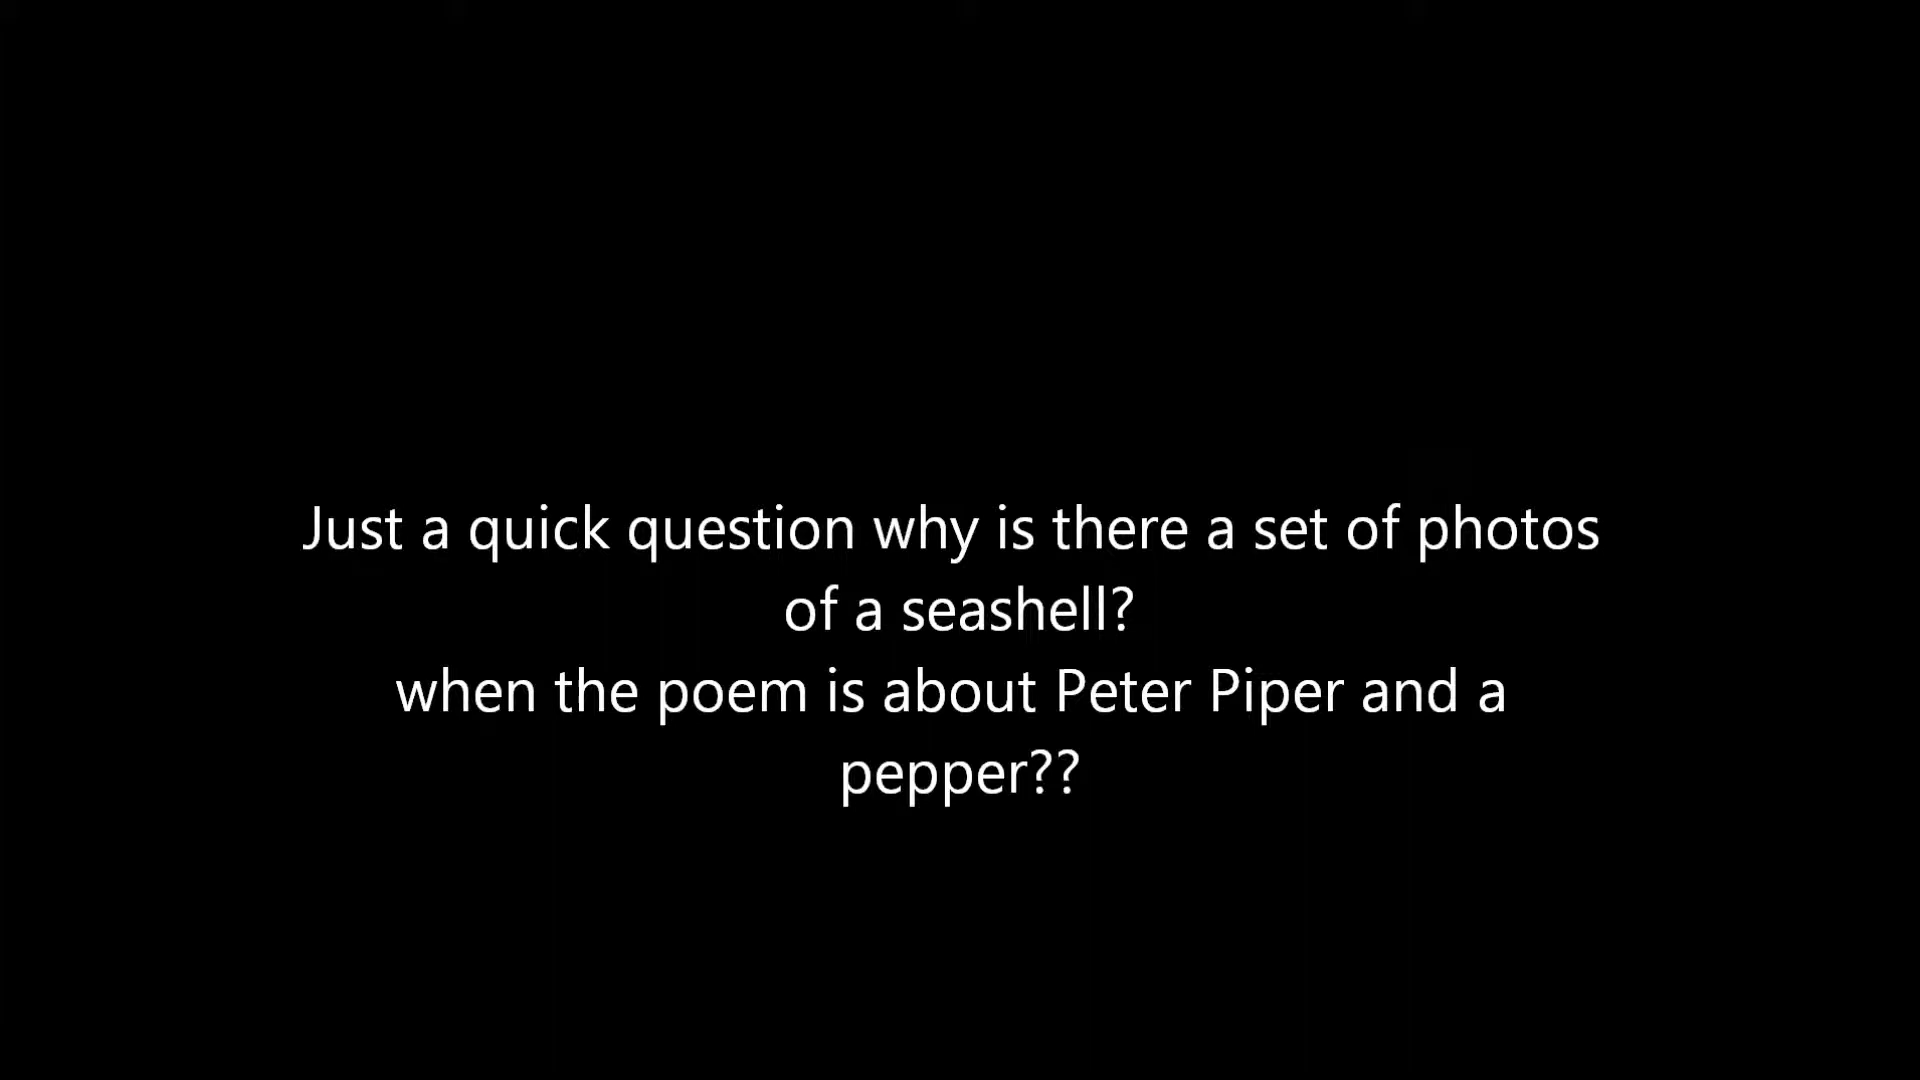 Just a quick question why is there a set of photos
of a seashell?
when the poem is about Peter Piper and a
pepper??